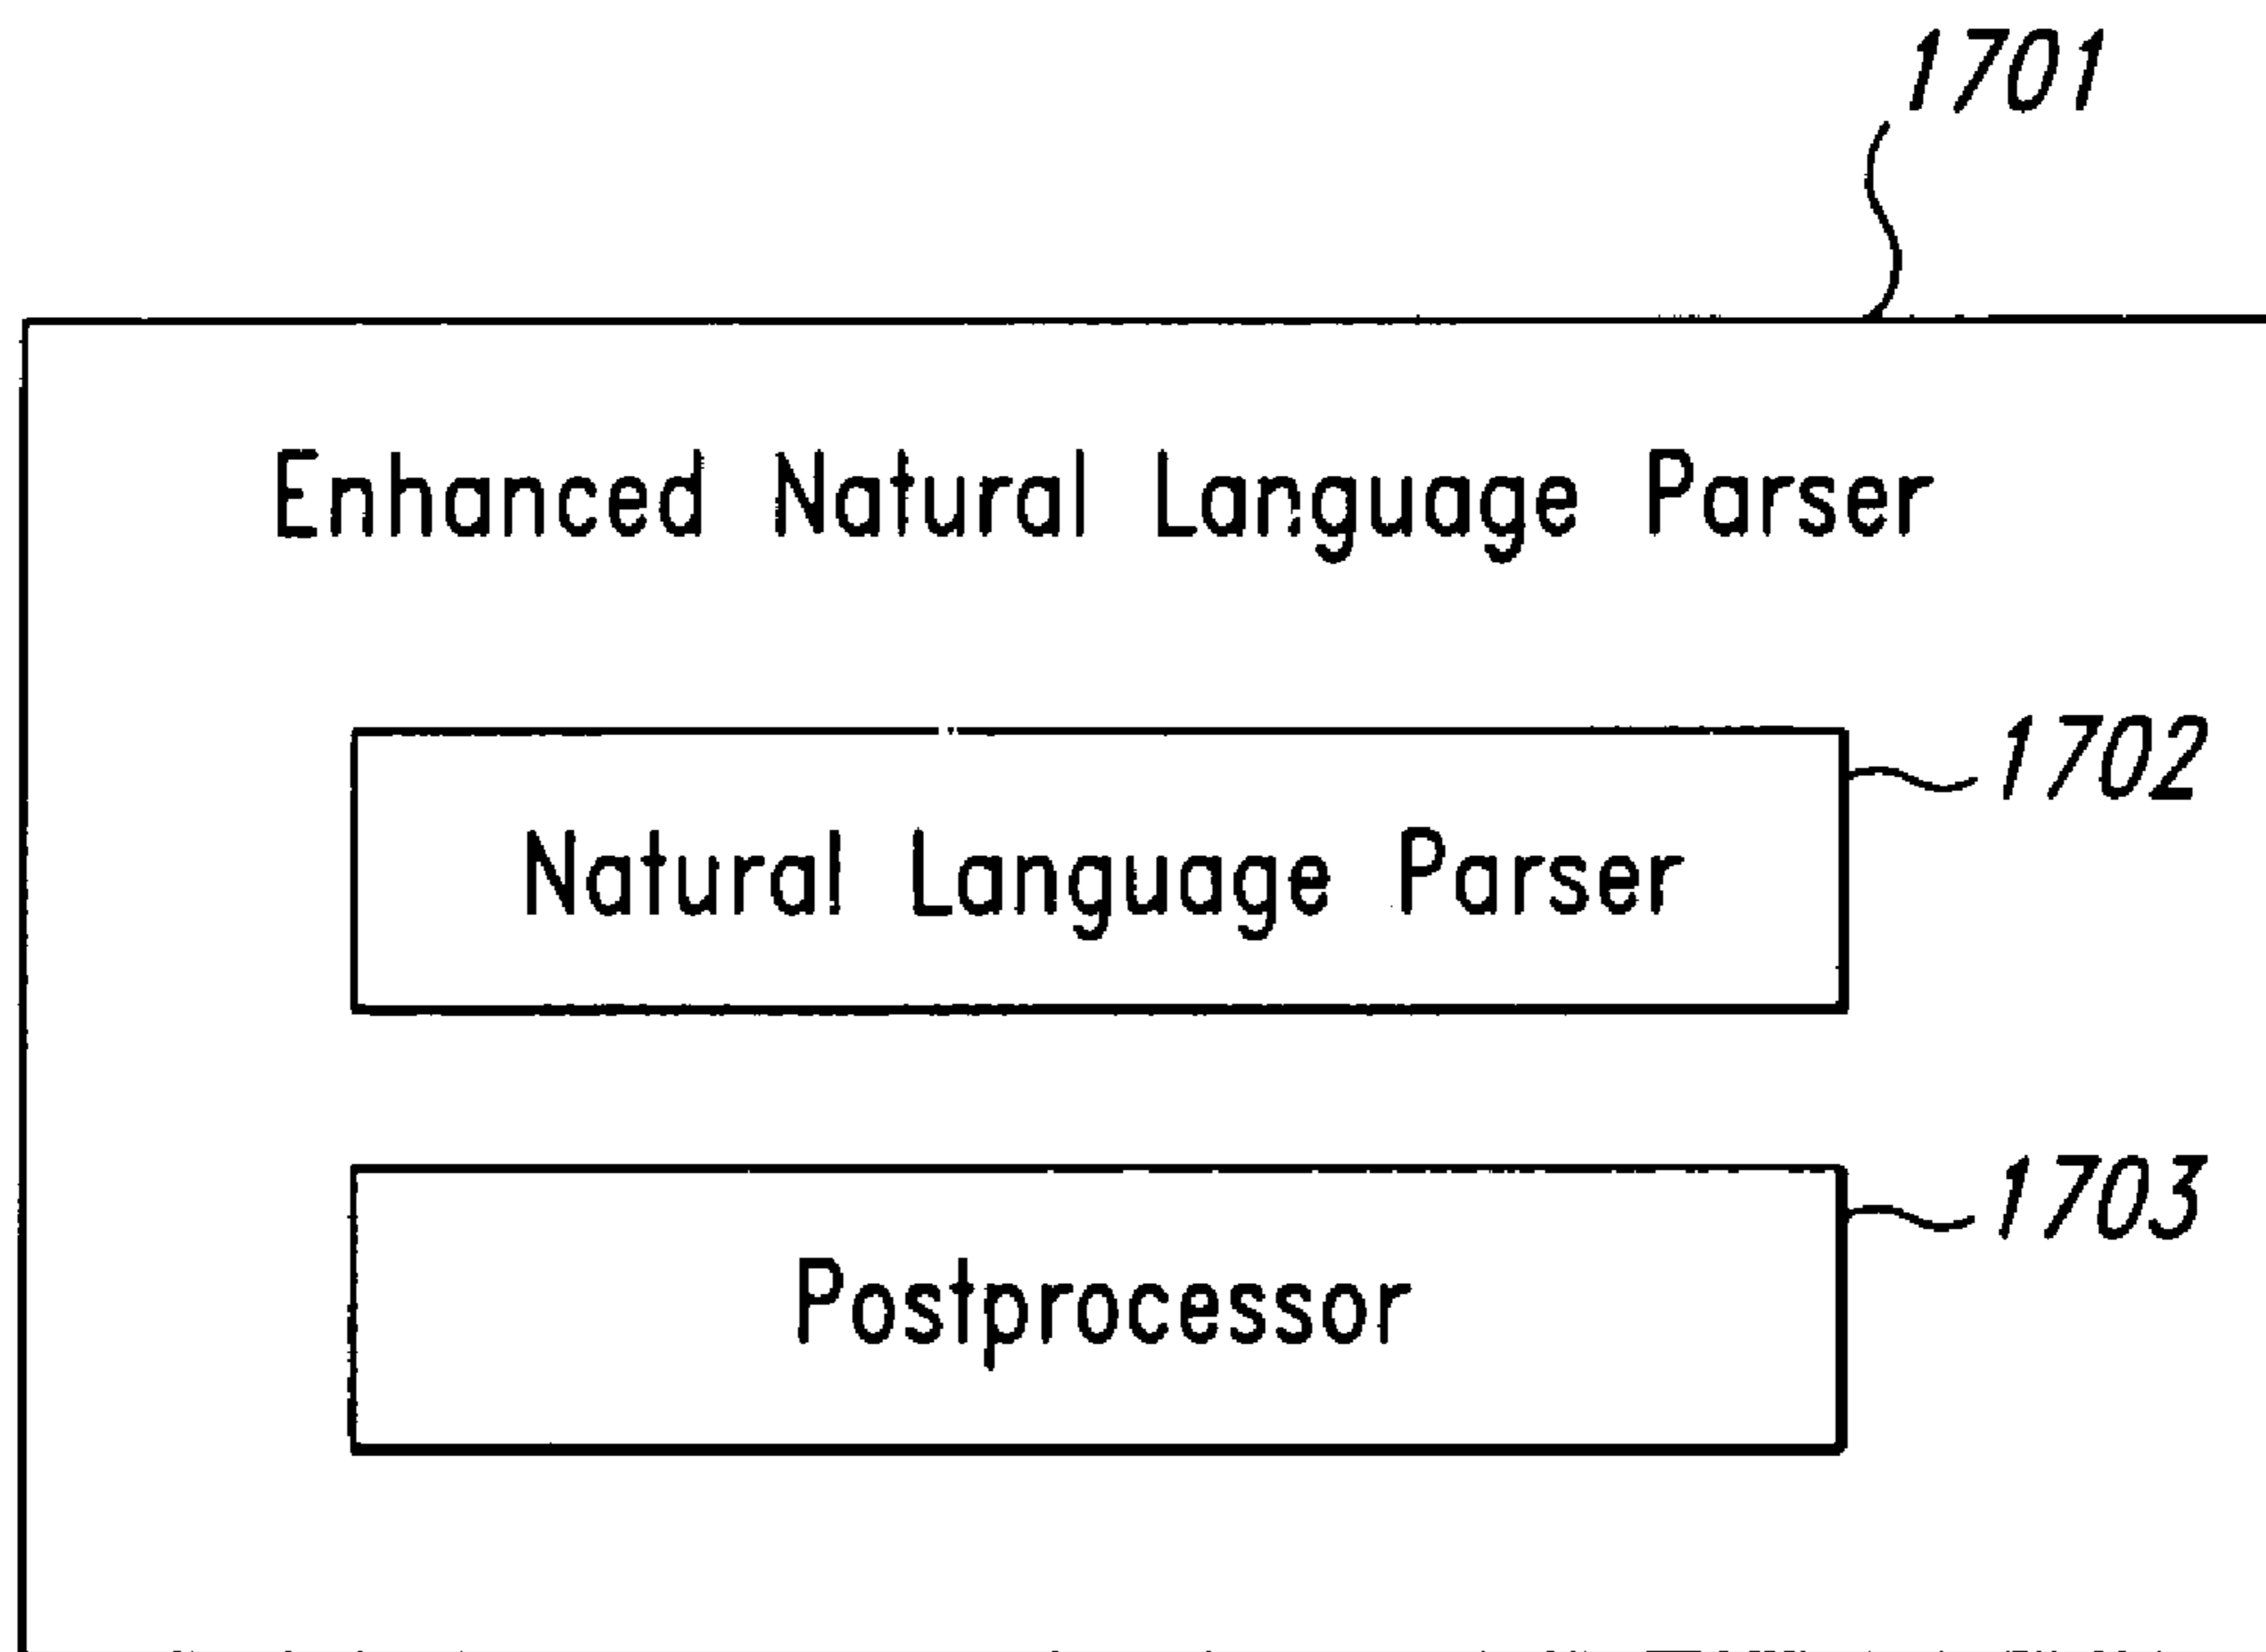 1701
Enhanced Natural Language Parser
1702
Natural Language Parser
1703
Postprocessor